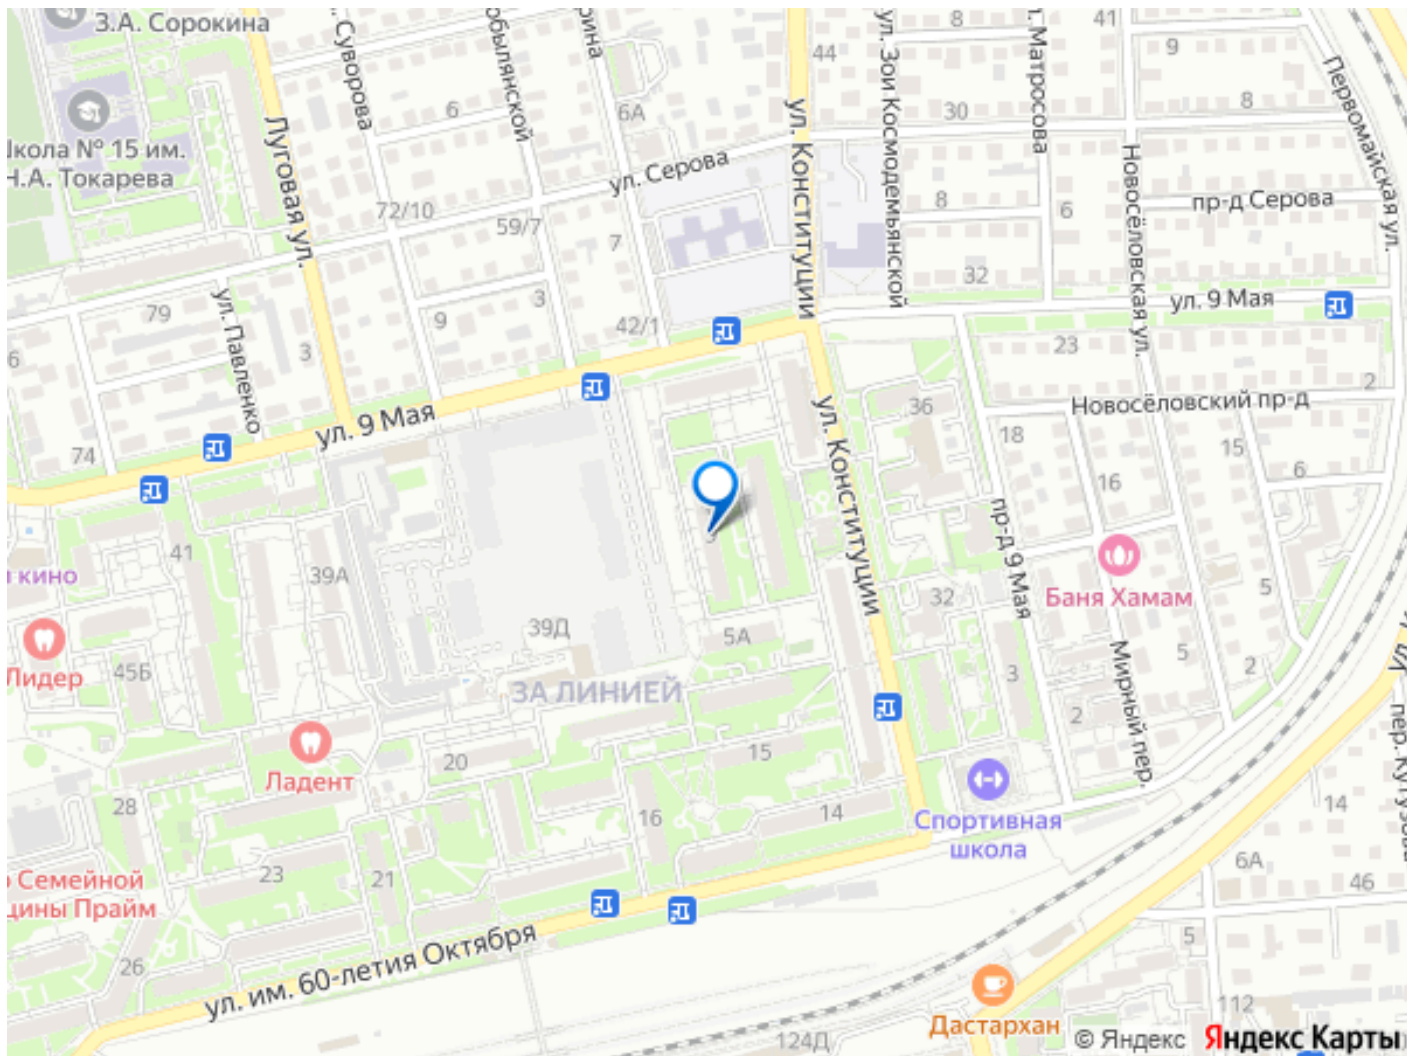 З.А. Сорокина
Суворова
8
41
44
ул. Зои Космодемьянской
Матросова
9
Первомайская ул.
6
6А
30
8
Луговая ул.
ул. Конституции
Школа № 15 им.
Н.А. Токарева
ул. Серова
Новосёловская ул.
пр-д Серова
72/10
59/7
7
8
6
32
79
ул. Павленко
3
9
3
42/1
ул. 9 Мая
6
23
2
ул. 9 Мая
ул. Конституции
36
Новосёловский пр-д
74
18
15
6
16
41
39А
пр-д 9 Мая
кино
5
Баня Хамам
32
39Д
5А
Лидер
45Б
ЗА ЛИНИЕЙ
3
Мирный пер.
5
2
2
Ладент
20
15
пер. Кутузова
28
16
14
Спортивная
школа
14
6А
Семейной
23
21
46
Прайм
ул. им. 60-летия Октября
26
5
112
Дастархан
124Д
© Яндекс Яндекс Карты